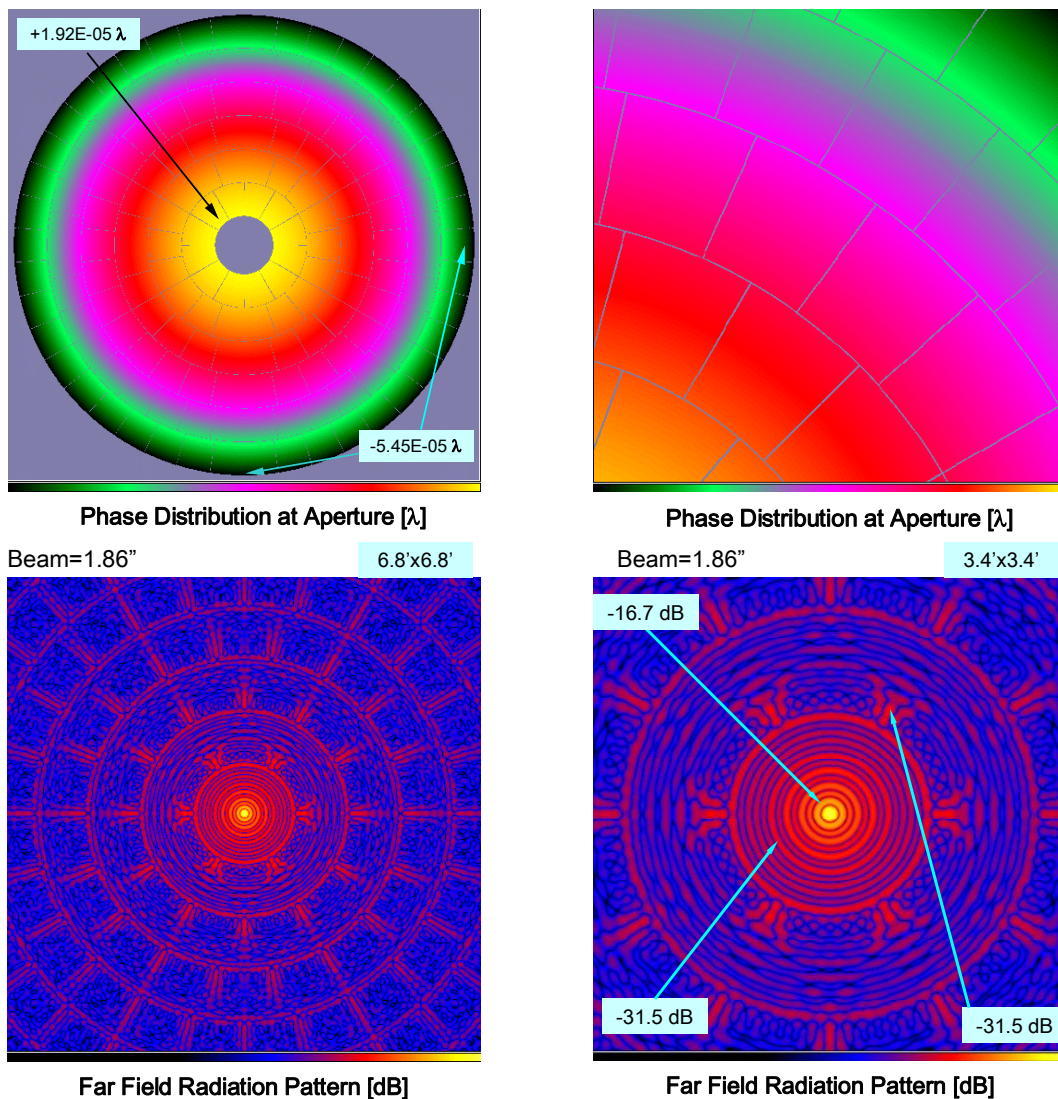 +1.92E-05 λ
-5.45E-05 λ
Phase Distribution at Aperture [λ]
Phase Distribution at Aperture [λ]
Beam=1.86”
6.8’x6.8’
Beam=1.86”
3.4’x3.4’
-16.7 dB
-31.5 dB
-31.5 dB
Far Field Radiation Pattern [dB]
Far Field Radiation Pattern [dB]